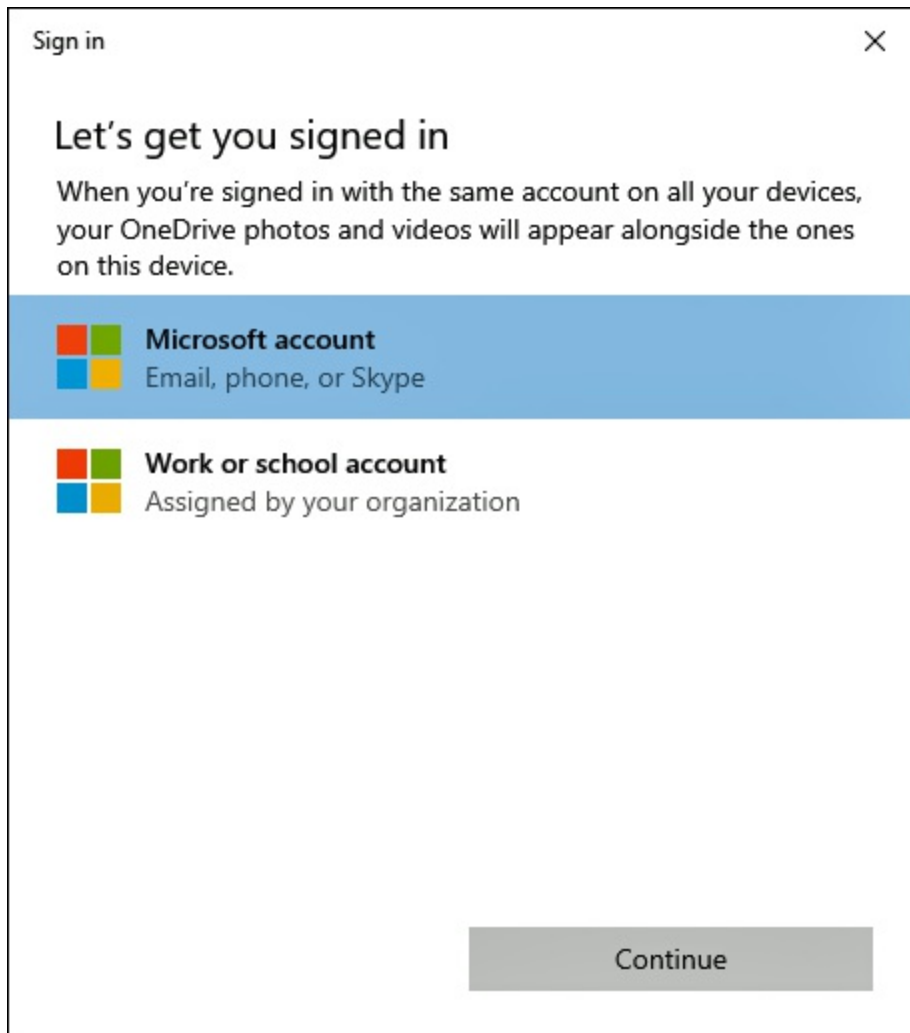 Sign in
Let's get you signed in
When you're signed in with the same account on all your devices,
your OneDrive photos and videos will appear alongside the ones
on this device.
Microsoft account
Email, phone, or Skype
Work or school account
Assigned by your organization
Continue